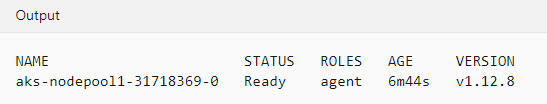 Output
NAME STATUS ROLES AGE VERSION
aks-nodepool1-31718369-0 Ready agent 6m44s v1.12.8